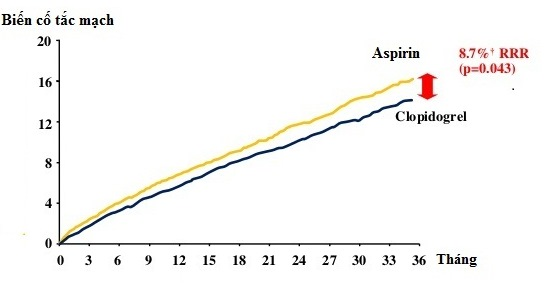 Biến cố tắc mạch
20
16
12
8
4
0
Aspirin
8.7%† RRR
(p=0.043)
Clopidogrel
0 3 6 9 12 15 18 21 24 27 30 33 36 Tháng